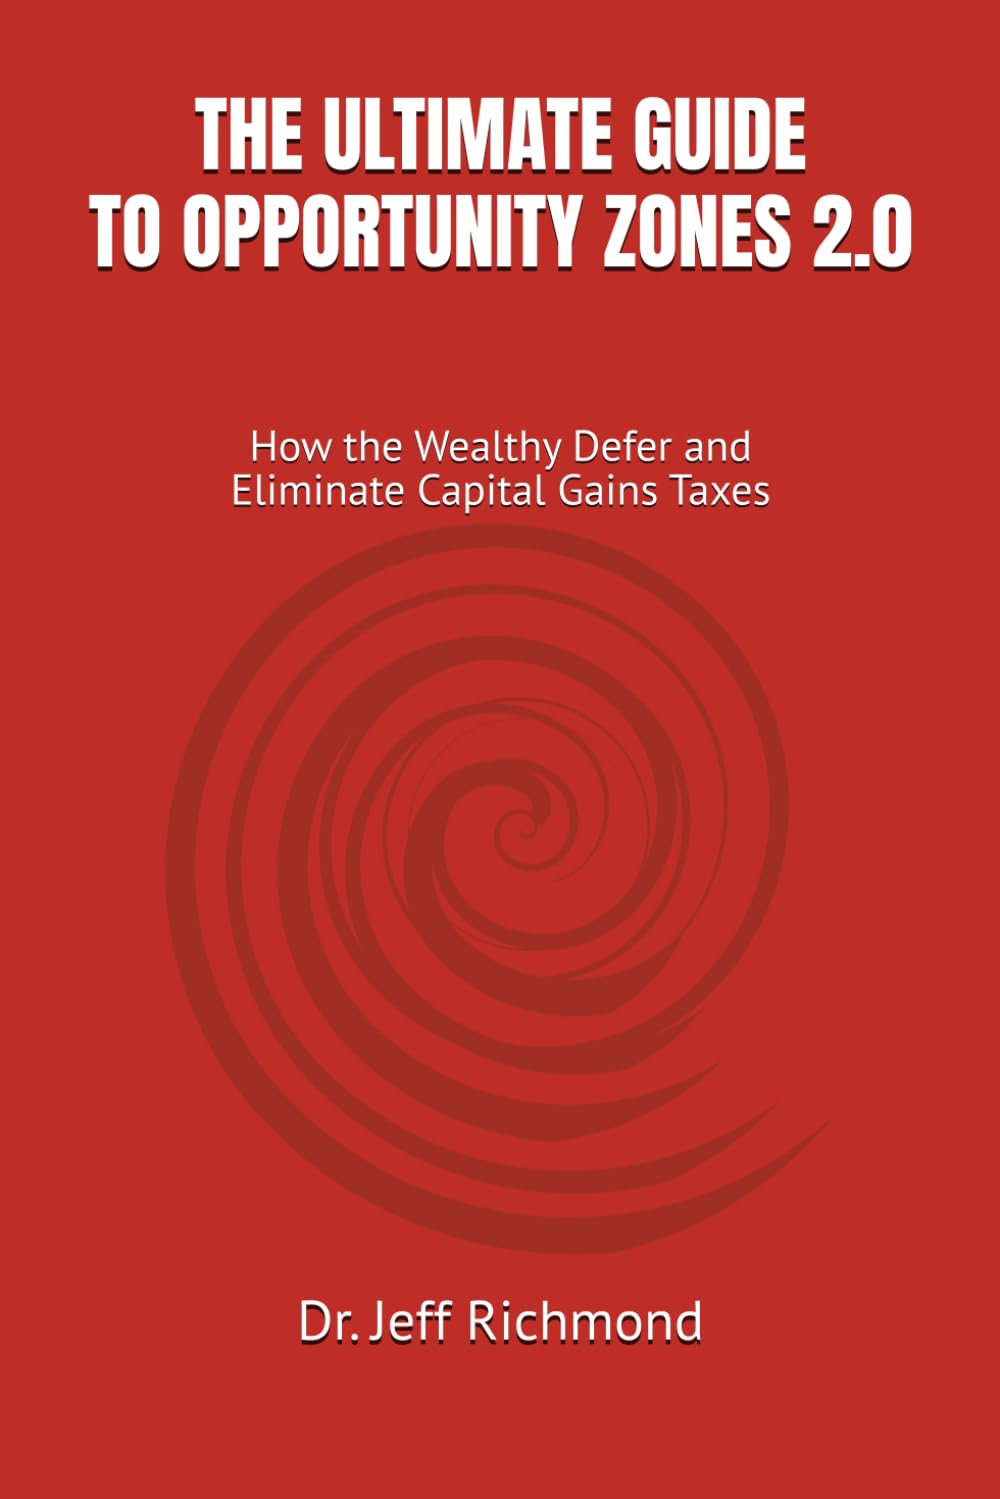 THE ULTIMATE GUIDE
TO OPPORTUNITY ZONES 2.0
How the Wealthy Defer and
Eliminate Capital Gains Taxes
Dr. Jeff Richmond